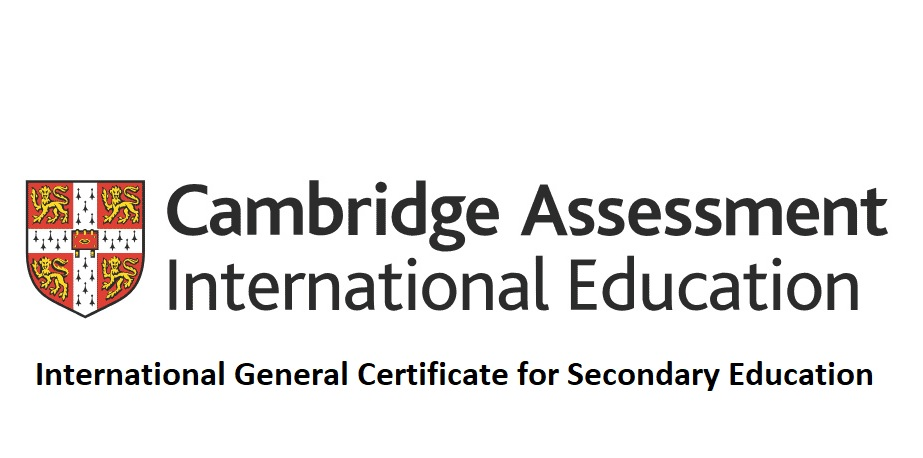 Cambridge Assessment
International Education
International General Certificate for Secondary Education